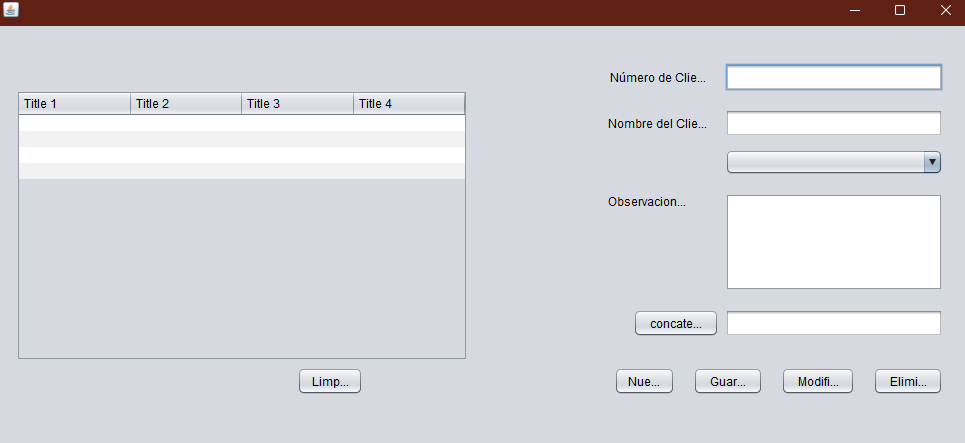 Title 1 Title 2 Title 3 Title 4
Limp...
Número de Clie...
Nombre del Clie...
Observacion...
concate...
Nue... Guar... Modifi... Elimi...